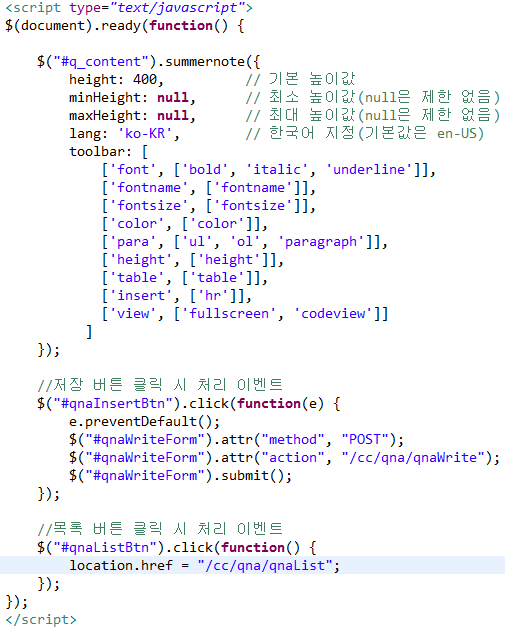 <script type="text/javascript">
$(document).ready(function() {
    $("#q_content").summernote({
        height: 400,          // 기본 높이값
        minHeight: null,      // 최소 높이값(null은 제한 없음)
        maxHeight: null,      // 최대 높이값(null은 제한 없음)
        lang: 'ko-KR',        // 한국어 지정(기본값은 en-US)
        toolbar: [
            ['font', ['bold', 'italic', 'underline']],
            ['fontname', ['fontname']],
            ['fontsize', ['fontsize']],
            ['color', ['color']],
            ['para', ['ul', 'ol', 'paragraph']],
            ['height', ['height']],
            ['table', ['table']],
            ['insert', ['hr']],
            ['view', ['fullscreen', 'codeview']]
          ]
    });
    //저장 버튼 클릭 시 처리 이벤트
    $("#qnaInsertBtn").click(function(e) {
        e.preventDefault();
        $("#qnaWriteForm").attr("method", "POST");
        $("#qnaWriteForm").attr("action", "/cc/qna/qnaWrite");
        $("#qnaWriteForm").submit();
    });
    //목록 버튼 클릭 시 처리 이벤트
    $("#qnaListBtn").click(function() {
        location.href = "/cc/qna/qnaList";
    });
});
</script>